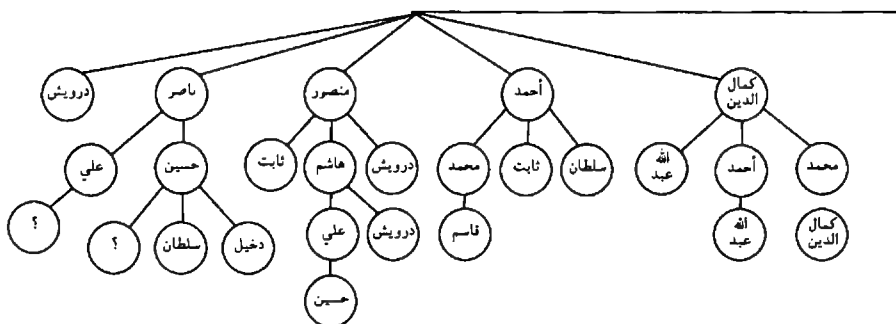 كمال
الدين
أحمد
منصور
ناصر
درويش
محمد
أحمد
الله
عبد
سلطان
ثابت
محمد
درويش
هاشم
ثابت
حسين
علي
كمال
الدين
الله
عبد
قاسم
درويش
علي
دخيل
سلطان
؟
؟
حسين